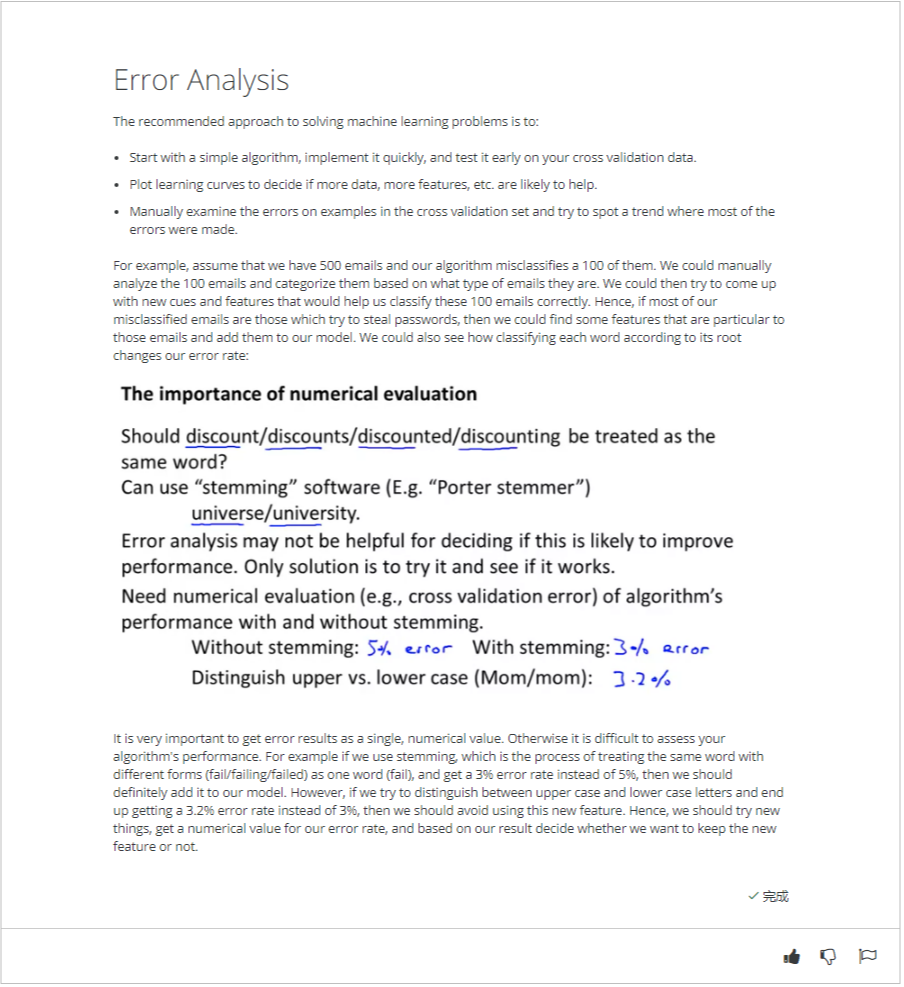 Error Analysis
The recommended approach to solving machine learning problems is to:
• Start with a simple algorithm, implement it quickly, and test it early on your cross validation data.
• Plot learning curves to decide if more data, more features, etc. are likely to help.
• Manually examine the errors on examples in the cross validation set and try to spot a trend where most of the
errors were made.
For example, assume that we have 500 emails and our algorithm misclassifies a 100 of them. We could manually
analyze the 100 emails and categorize them based on what type of emails they are. We could then try to come up
with new cues and features that would help us classify these 100 emails correctly. Hence, if most of our
misclassified emails are those which try to steal passwords, then we could find some features that are particular to
those emails and add them to our model. We could also see how classifying each word according to its root
changes our error rate:
The importance of numerical evaluation
Should discount/discounts/discounted/discounting be treated as the
same word?
Can use “stemming” software (E.g. “Porter stemmer”)
universe/university.
Error analysis may not be helpful for deciding if this is likely to improve
performance. Only solution is to try it and see if it works.
Need numerical evaluation (e.g., cross validation error) of algorithm’s
performance with and without stemming.
Without stemming: 5% error With stemming: 3% error
Distinguish upper vs. lower case (Mom/mom): 3.2%
It is very important to get error results as a single, numerical value. Otherwise it is difficult to assess your
algorithm's performance. For example if we use stemming, which is the process of treating the same word with
different forms (fail/failing/failed) as one word (fail), and get a 3% error rate instead of 5%, then we should
definitely add it to our model. However, if we try to distinguish between upper case and lower case letters and end
up getting a 3.2% error rate instead of 3%, then we should avoid using this new feature. Hence, we should try new
things, get a numerical value for our error rate, and based on our result decide whether we want to keep the new
feature or not.
✓ 完成